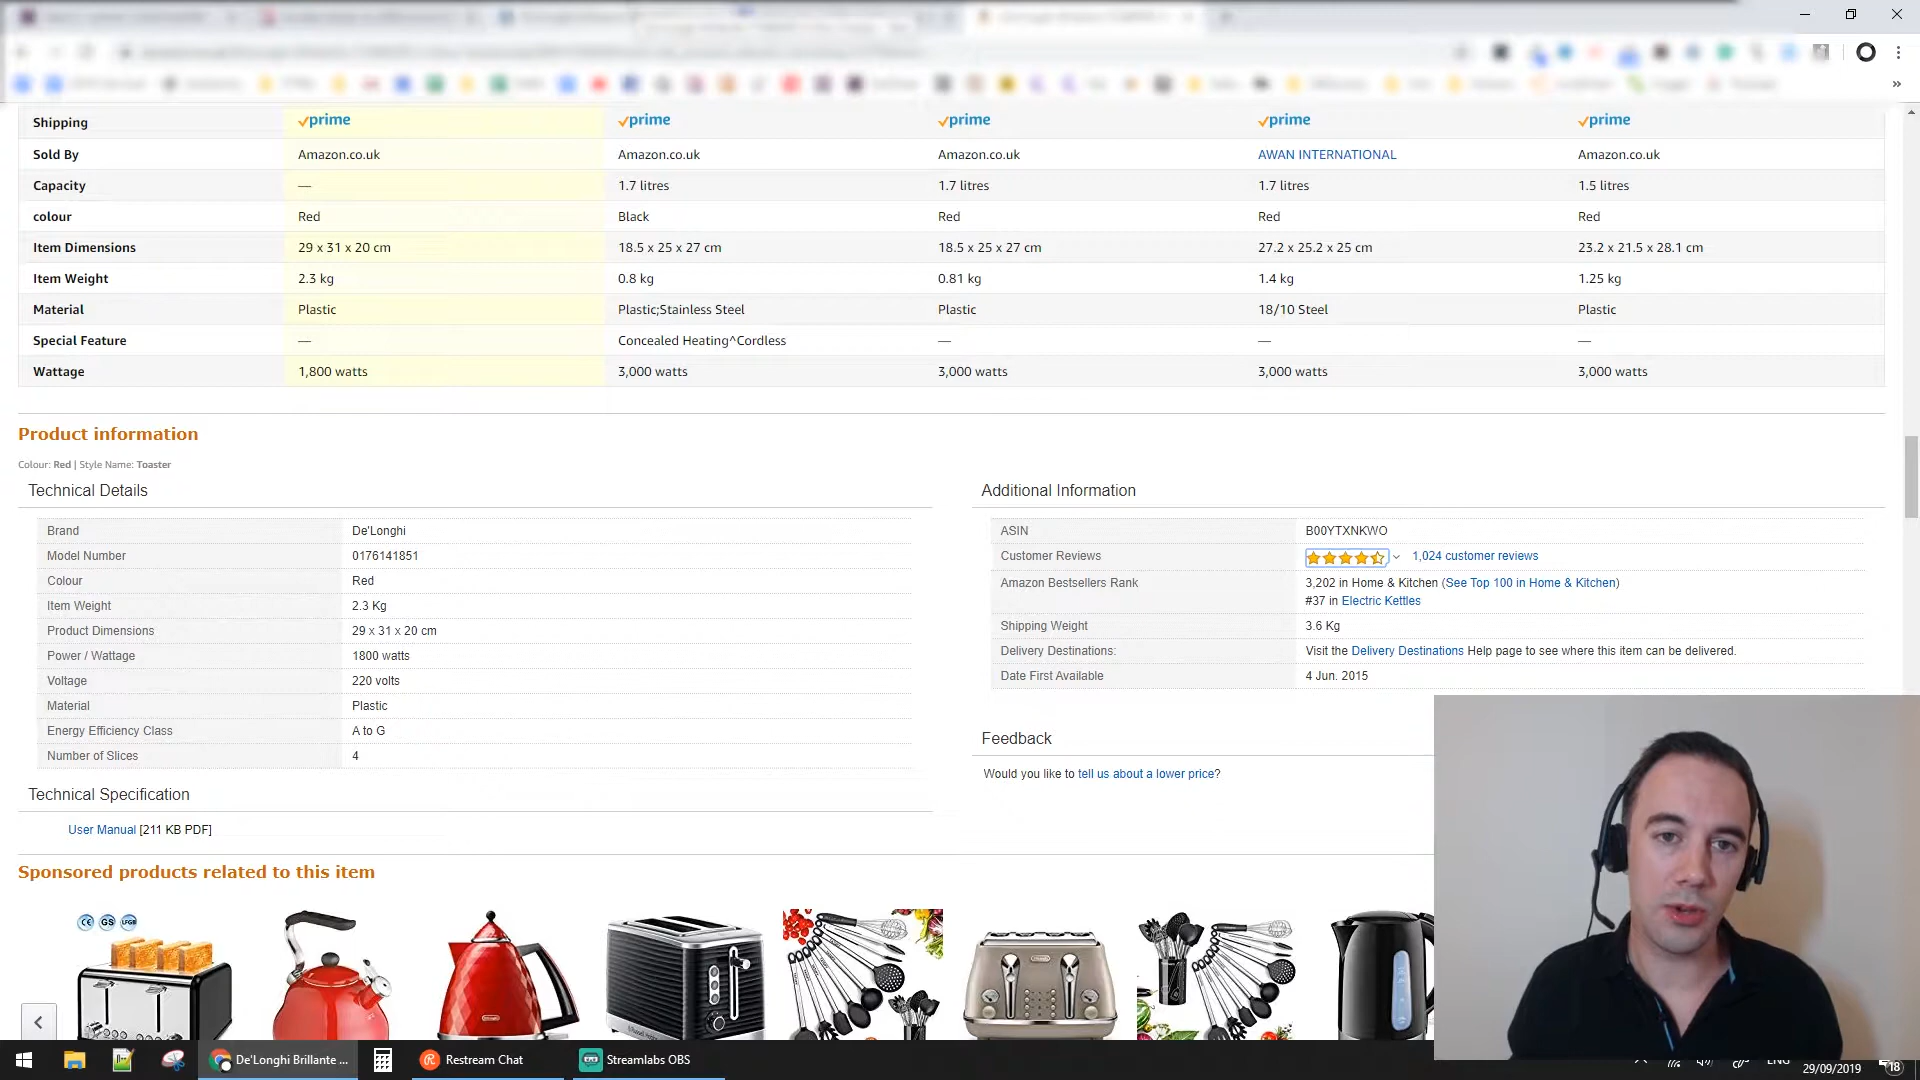 Shipping prime prime prime prime prime
Sold By Amazon.co.uk Amazon.co.uk Amazon.co.uk AWAN INTERNATIONAL Amazon.co.uk
Capacity — 1.7 litres 1.7 litres 1.7 litres 1.5 litres
colour Red Black Red Red Red
Item Dimensions 29 x 31 x 20 cm 18.5 x 25 x 27 cm 18.5 x 25 x 27 cm 27.2 x 25.2 x 25 cm 23.2 x 21.5 x 28.1 cm
Item Weight 2.3 kg 0.8 kg 0.81 kg 1.4 kg 1.25 kg
Material Plastic Plastic;Stainless Steel Plastic 18/10 Steel Plastic
Special Feature — Concealed Heating^Cordless — — —
Wattage 1,800 watts 3,000 watts 3,000 watts 3,000 watts 3,000 watts
Product information
Colour: Red | Style Name: Toaster
Technical Details
Brand De'Longhi
Model Number 0176141851
Colour Red
Item Weight 2.3 Kg
Product Dimensions 29 x 31 x 20 cm
Power / Wattage 1800 watts
Voltage 220 volts
Material Plastic
Energy Efficiency Class A to G
Number of Slices 4
Technical Specification
User Manual [211 KB PDF]
Additional Information
ASIN B00YTXNKWO
Customer Reviews 1,024 customer reviews
Amazon Bestsellers Rank 3,202 in Home & Kitchen (See Top 100 in Home & Kitchen)
#37 in Electric Kettles
Shipping Weight 3.6 Kg
Delivery Destinations: Visit the Delivery Destinations Help page to see where this item can be delivered.
Date First Available 4 Jun. 2015
Feedback
Would you like to tell us about a lower price?
Sponsored products related to this item
CE GS LFGB
De'Longhi Brillante ... Restream Chat Streamlabs OBS ENG 29/09/2019 18